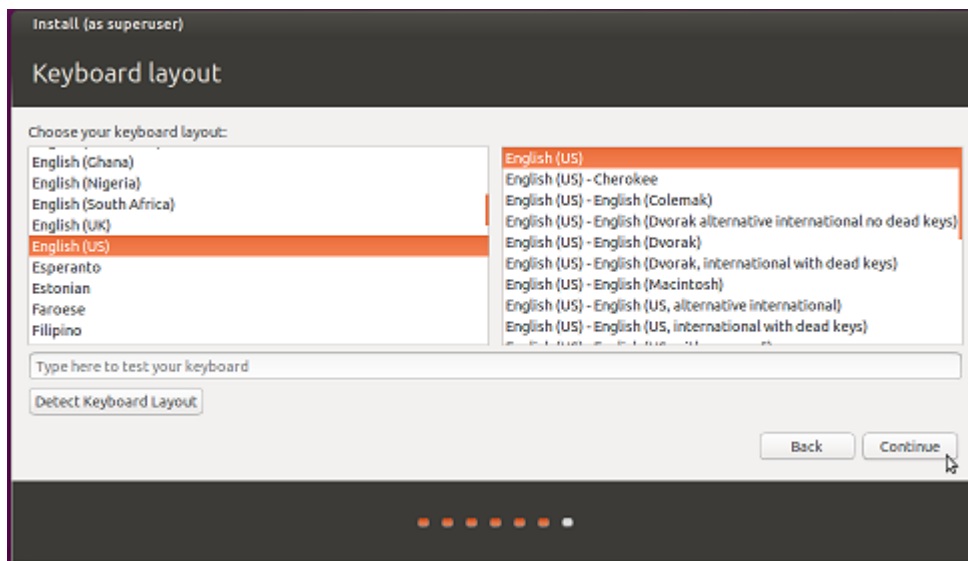 Install (as superuser)
Keyboard layout
Choose your keyboard layout:
English (Ghana)
English (Nigeria)
English (South Africa)
English (UK)
English (US)
Esperanto
Estonian
Faroese
Filipino
English (US)
English (US) - Cherokee
English (US) - English (Colemak)
English (US) - English (Dvorak alternative international no dead keys)
English (US) - English (Dvorak)
English (US) - English (Dvorak, international with dead keys)
English (US) - English (Macintosh)
English (US) - English (US, alternative international)
English (US) - English (US, international with dead keys)
Type here to test your keyboard
Detect Keyboard Layout
Back
Continue